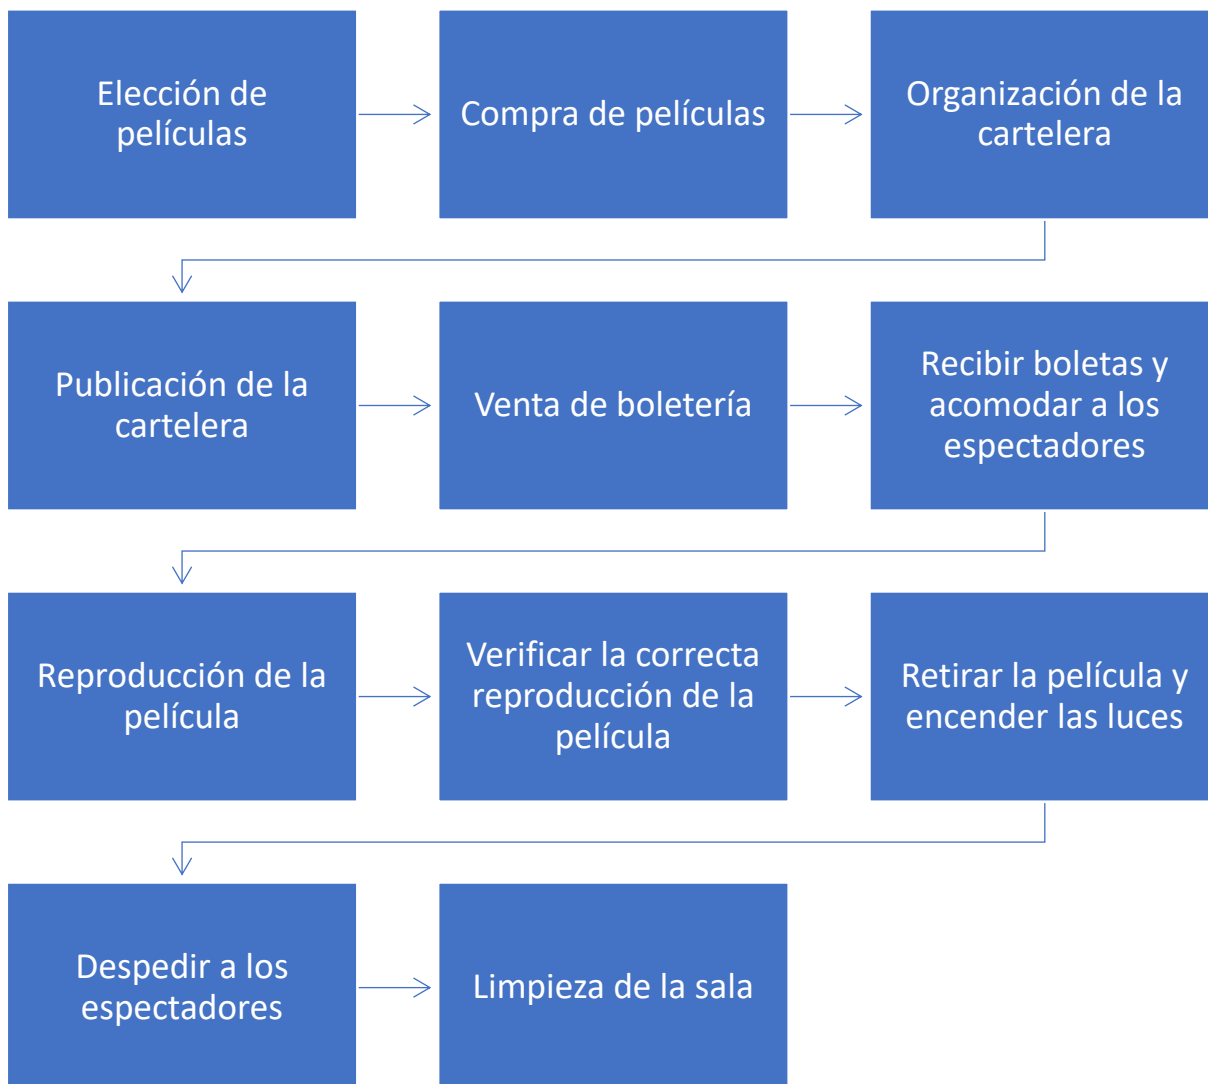 Elección de
películas
Compra de películas
Organización de la
cartelera
Publicación de la
cartelera
Venta de boletería
Recibir boletas y
acomodar a los
espectadores
Reproducción de la
película
Verificar la correcta
reproducción de la
película
Retirar la película y
encender las luces
Despedir a los
espectadores
Limpieza de la sala